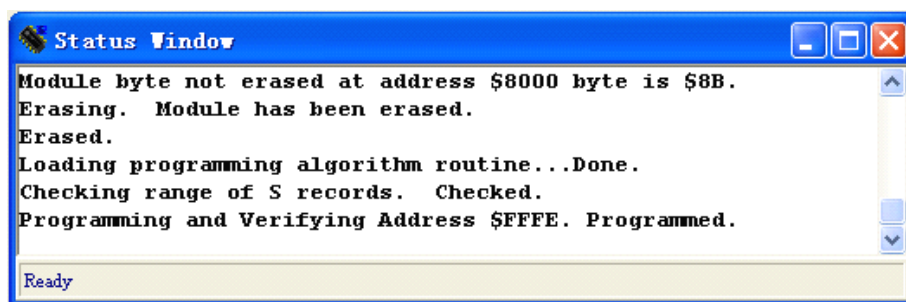 Status Window
Module byte not erased at address $8000 byte is $8B.
Erasing.  Module has been erased.
Erased.
Loading programming algorithm routine...Done.
Checking range of S records.  Checked.
Programming and Verifying Address $FFFE. Programmed.
Ready